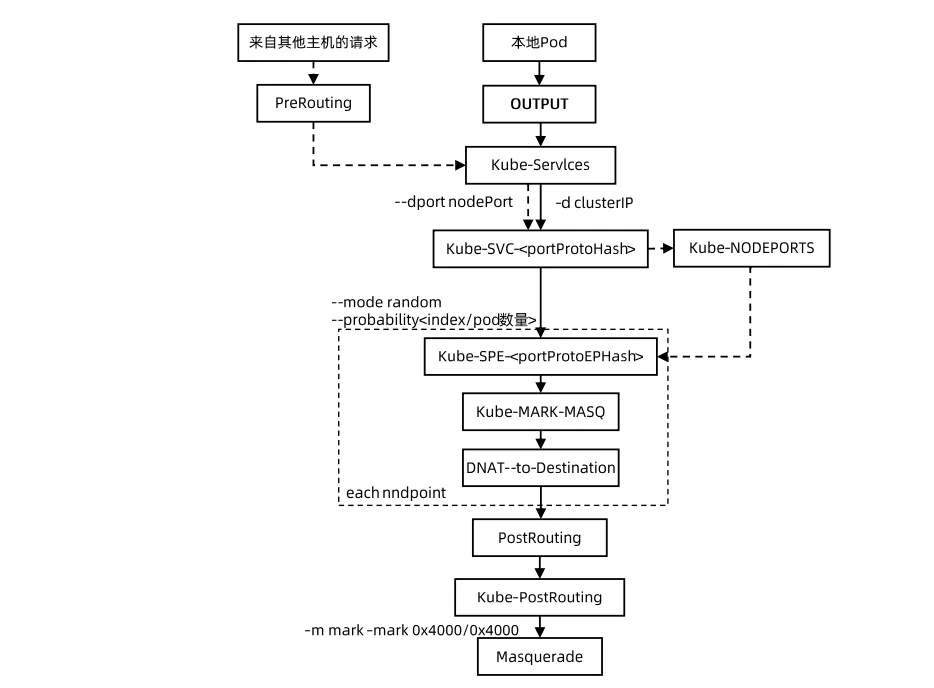 来自其他主机的请求
本地Pod
PreRouting
OUTPUT
Kube-Servlces
--dport nodePort
-d clusterIP
Kube-SVC-<portProtoHash>
Kube-NODEPORTS
--mode random
--probability<index/pod数量>
Kube-SPE-<portProtoEPHash>
Kube-MARK-MASQ
DNAT--to-Destination
each nndpoint
PostRouting
Kube-PostRouting
-m mark -mark 0x4000/0x4000
Masquerade